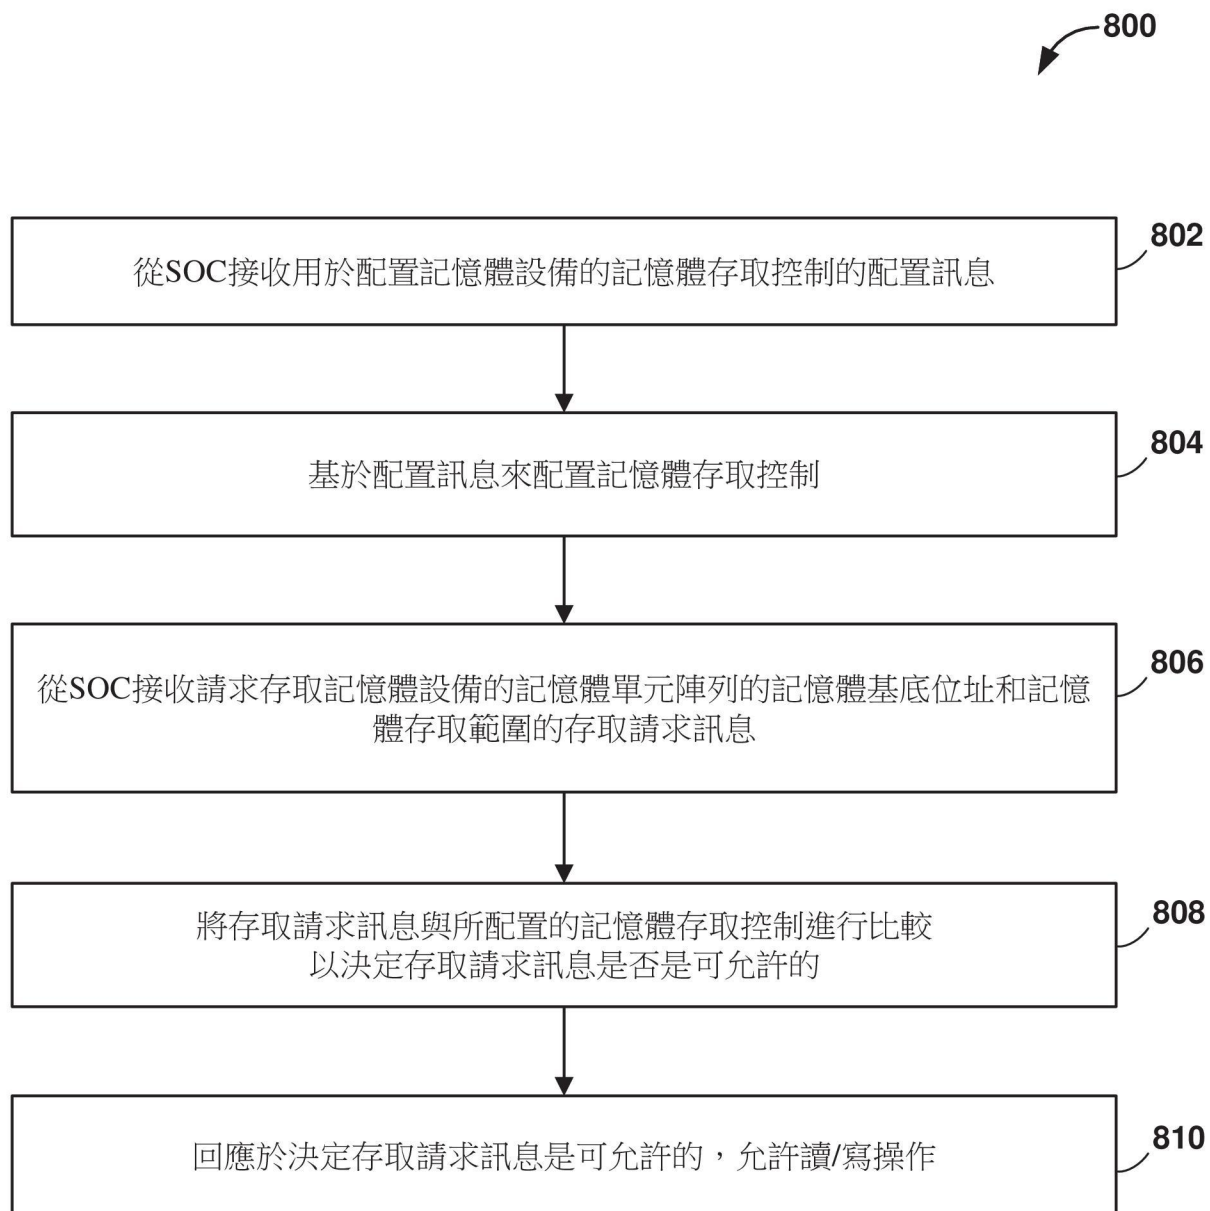 800
802
從SOC接收用於配置記憶體設備的記憶體存取控制的配置訊息
804
基於配置訊息來配置記憶體存取控制
806
從SOC接收請求存取記憶體設備的記憶體單元陣列的記憶體基底位址和記憶
體存取範圍的存取請求訊息
808
將存取請求訊息與所配置的記憶體存取控制進行比較
以決定存取請求訊息是否是可允許的
810
回應於決定存取請求訊息是可允許的，允許讀/寫操作